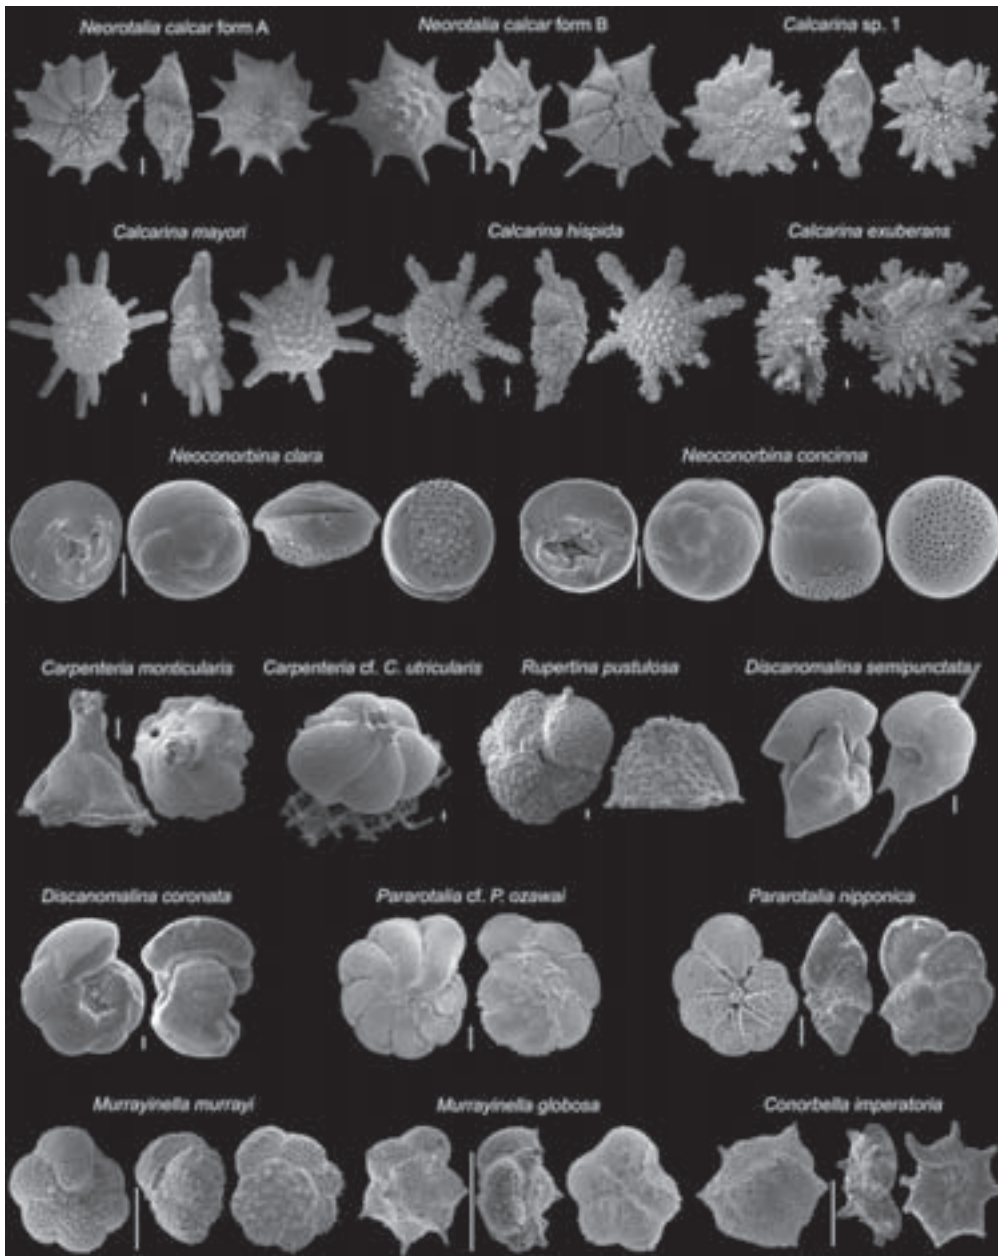 Neorotalia calcar form A
Neorotalia calcar form B
Calcarina sp. 1
Calcarina mayori
Calcarina hispida
Calcarina exuberans
Neoconorbina clara
Neoconorbina concinna
Carpenteria monticularis
Carpenteria cf. C. utricularis
Rupertina pustulosa
Discanomalina semipunctata
Discanomalina coronata
Pararotalia cf. P. ozawai
Pararotalia nipponica
Murrayinella murrayi
Murrayinella globosa
Conorbella imperatoria